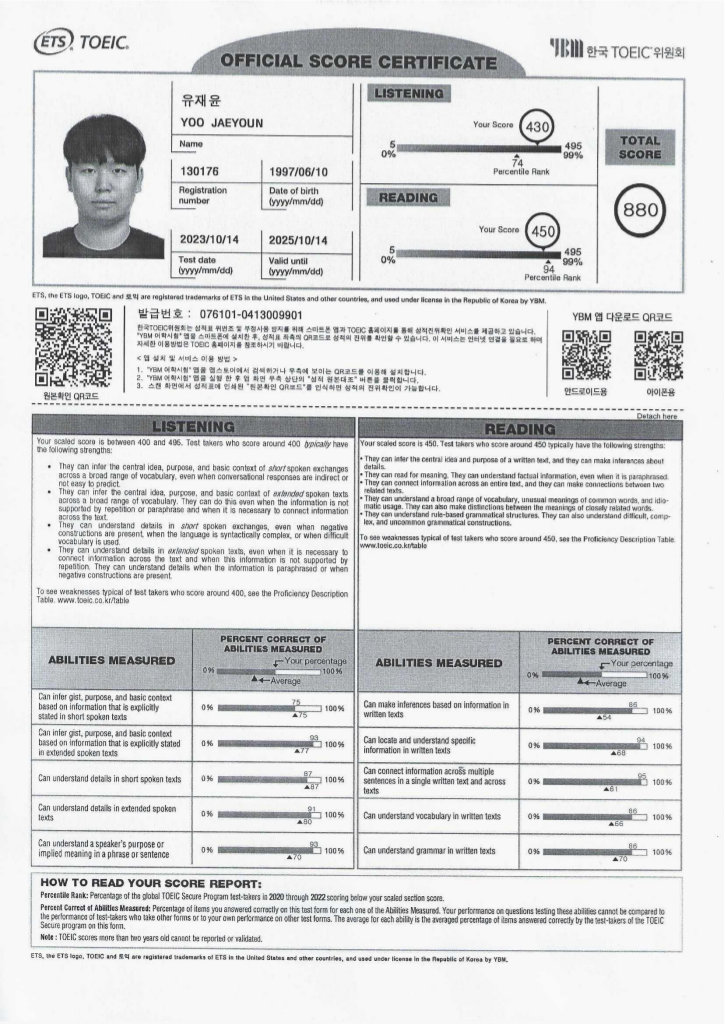 ETS TOEIC.
OFFICIAL SCORE CERTIFICATE
YBM 한국TOEIC위원회
유재윤
YOO JAEYOUN
Name
130176
1997/06/10
Registration number
Date of birth (yyyy/mm/dd)
2023/10/14
2025/10/14
Test date (yyyy/mm/dd)
Valid until (yyyy/mm/dd)
LISTENING
Your Score 430
5 495
0% 99%
74
Percentile Rank
READING
Your Score 450
5 495
0% 99%
94
Percentile Rank
TOTAL SCORE
880
ETS, the ETS logo, TOEIC and 토익 are registered trademarks of ETS in the United States and other countries, and used under license in the Republic of Korea by YBM.
원본확인 QR코드
발급번호 : 076101-0413009901
한국TOEIC위원회는 성적표 위변조 및 부정사용 방지를 위해 스마트폰 앱과 TOEIC 홈페이지를 통해 성적진위확인 서비스를 제공하고 있습니다.
"YBM 어학시험" 앱을 스마트폰에 설치한 후, 성적표 좌측의 QR코드로 성적의 진위를 확인할 수 있습니다. 이 서비스는 인터넷 연결을 필요로 하며
자세한 이용방법은 TOEIC 홈페이지를 참조하시기 바랍니다.
< 앱 설치 및 서비스 이용 방법 >
1. "YBM 어학시험" 앱을 앱스토어에서 검색하거나 우측에 보이는 QR코드를 이용해 설치합니다.
2. "YBM 어학시험" 앱을 실행 한 후 앱 화면 우측 상단의 "성적 원본대조" 버튼을 클릭합니다.
3. 스캔 화면에서 성적표에 인쇄된 "원본확인 QR코드"를 인식하면 성적의 진위확인이 가능합니다.
YBM 앱 다운로드 QR코드
안드로이드용
아이폰용
Detach here
LISTENING
Your scaled score is between 400 and 495. Test takers who score around 400 typically have
the following strengths:
• They can infer the central idea, purpose, and basic context of short spoken exchanges
across a broad range of vocabulary, even when conversational responses are indirect or
not easy to predict.
• They can infer the central idea, purpose, and basic context of extended spoken texts
across a broad range of vocabulary. They can do this even when the information is not
supported by repetition or paraphrase and when it is necessary to connect information
across the text.
• They can understand details in short spoken exchanges, even when negative
constructions are present, when the language is syntactically complex, or when difficult
vocabulary is used.
• They can understand details in extended spoken texts, even when it is necessary to
connect information across the text and when this information is not supported by
repetition. They can understand details when the information is paraphrased or when
negative constructions are present.
To see weaknesses typical of test takers who score around 400, see the Proficiency Description
Table. www.toeic.co.kr/table
READING
Your scaled score is 450. Test takers who score around 450 typically have the following strengths:
• They can infer the central idea and purpose of a written text, and they can make inferences about
details.
• They can read for meaning. They can understand factual information, even when it is paraphrased.
• They can connect information across an entire text, and they can make connections between two
related texts.
• They can understand a broad range of vocabulary, unusual meanings of common words, and idio-
matic usage. They can also make distinctions between the meanings of closely related words.
• They can understand rule-based grammatical structures. They can also understand difficult, comp-
lex, and uncommon grammatical constructions.
To see weaknesses typical of test takers who score around 450, see the Proficiency Description Table.
www.toeic.co.kr/table
ABILITIES MEASURED
PERCENT CORRECT OF
ABILITIES MEASURED
Your percentage
0% 100%
Average
Can infer gist, purpose, and basic context
based on information that is explicitly
stated in short spoken texts
75
0% 100%
▲75
Can infer gist, purpose, and basic context
based on information that is explicitly stated
in extended spoken texts
93
0% 100%
▲77
Can understand details in short spoken texts
87
0% 100%
▲87
Can understand details in extended spoken
texts
91
0% 100%
▲80
Can understand a speaker's purpose or
implied meaning in a phrase or sentence
93
0% 100%
▲70
ABILITIES MEASURED
PERCENT CORRECT OF
ABILITIES MEASURED
Your percentage
0% 100%
Average
Can make inferences based on information in
written texts
86
0% 100%
▲54
Can locate and understand specific
information in written texts
94
0% 100%
▲68
Can connect information across multiple
sentences in a single written text and across
texts
95
0% 100%
▲61
Can understand vocabulary in written texts
86
0% 100%
▲66
Can understand grammar in written texts
86
0% 100%
▲70
HOW TO READ YOUR SCORE REPORT:
Percentile Rank: Percentage of the global TOEIC Secure Program test-takers in 2020 through 2022 scoring below your scaled section score.
Percent Correct of Abilities Measured: Percentage of items you answered correctly on this test form for each one of the Abilities Measured. Your performance on questions testing these abilities cannot be compared to
the performance of test-takers who take other forms or to your own performance on other test forms. The average for each ability is the averaged percentage of items answered correctly by the test-takers of the TOEIC
Secure program on this form.
Note : TOEIC scores more than two years old cannot be reported or validated.
ETS, the ETS logo, TOEIC and 토익 are registered trademarks of ETS in the United States and other countries, and used under license in the Republic of Korea by YBM.